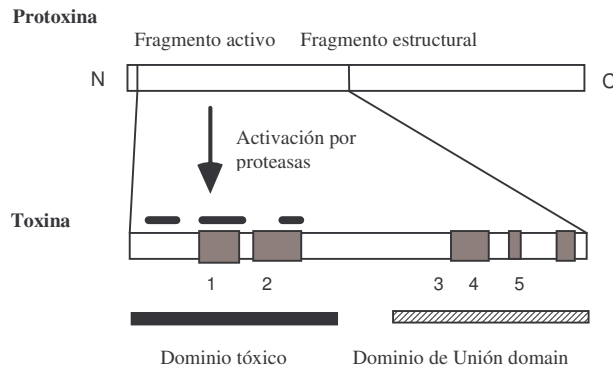 Protoxina
Fragmento activo Fragmento estructural
N C
Activación por
proteasas
Toxina
1 2 3 4 5
Dominio tóxico Dominio de Unión domain